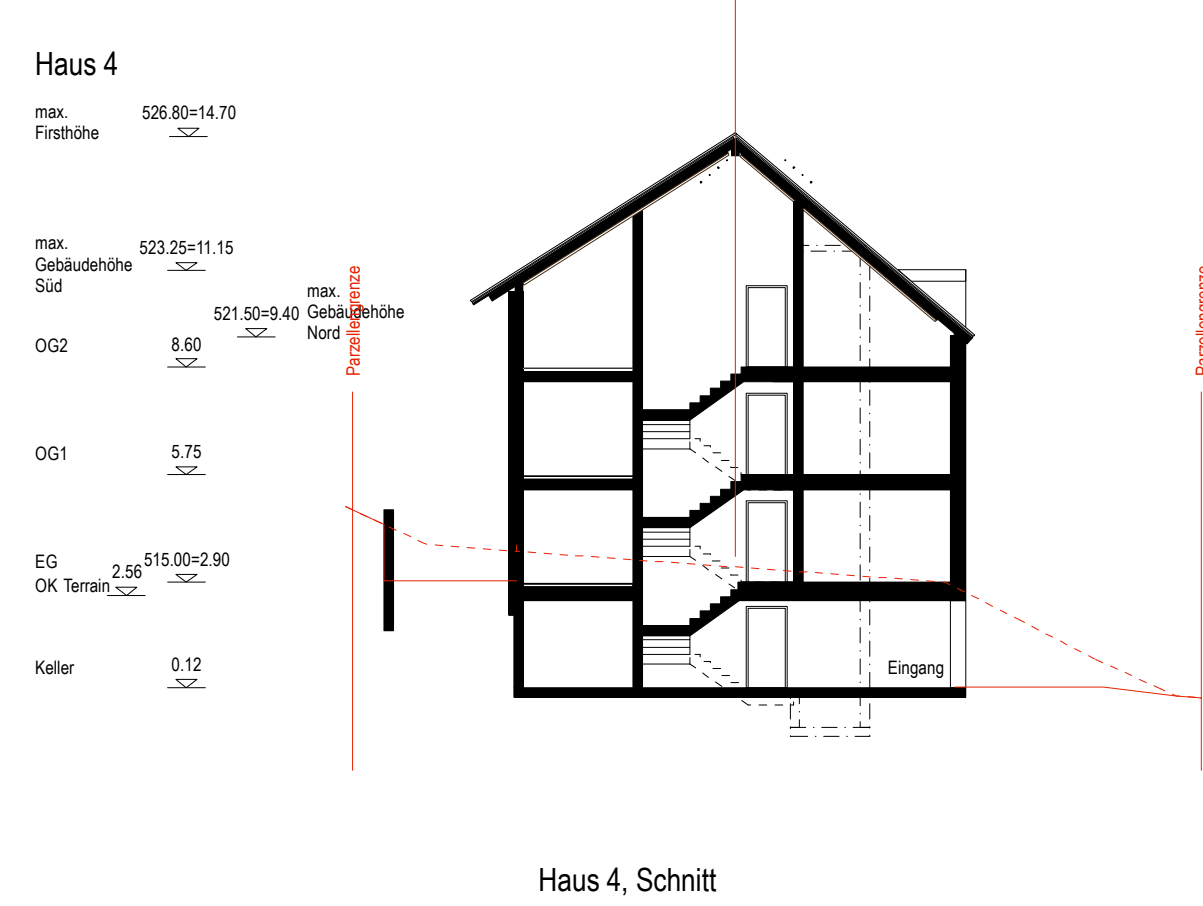 Haus 4
max.
Firsthöhe
526.80=14.70
max.
Gebäudehöhe
Süd
523.25=11.15
max.
Gebäudehöhe
Nord
521.50=9.40
Parzellengrenze
Parzellengrenze
OG2
8.60
OG1
5.75
EG
515.00=2.90
OK Terrain
2.56
Keller
0.12
Eingang
Haus 4, Schnitt